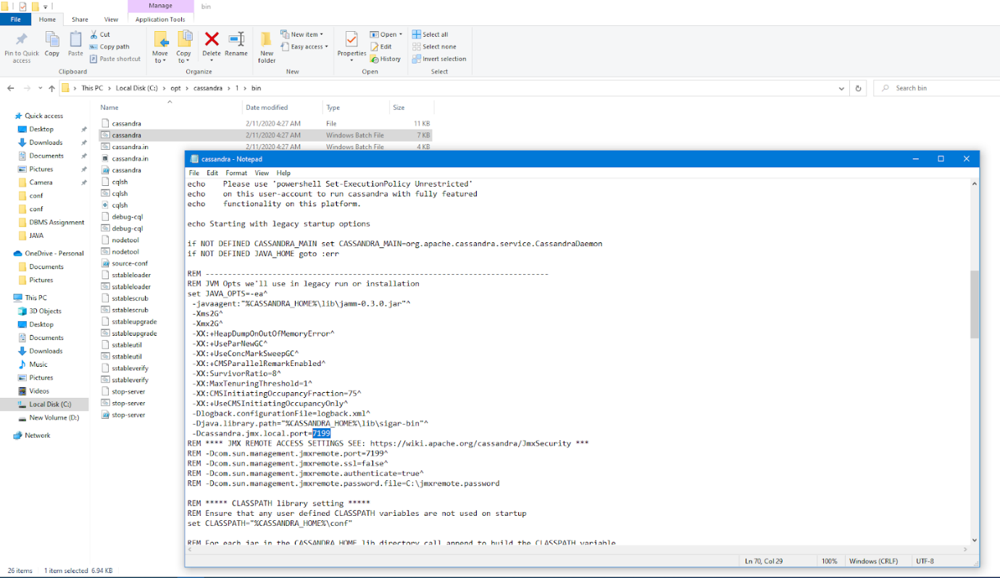 Manage
bin
File
Home
Share
View
Application Tools
Pin to Quick access
Copy
Paste
Cut
Copy path
Paste shortcut
Clipboard
Move to
Copy to
Delete
Rename
Organize
New folder
New item
Easy access
New
Properties
Open
Edit
History
Open
Select all
Select none
Invert selection
Select
This PC > Local Disk (C:) > opt > cassandra > 1 > bin
Search bin
Name
Date modified
Type
Size
Quick access
Desktop
Downloads
Documents
Pictures
Camera
conf
conf
DBMS Assignment
JAVA
OneDrive - Personal
Documents
Pictures
This PC
3D Objects
Desktop
Documents
Downloads
Music
Pictures
Videos
Local Disk (C:)
New Volume (D:)
Network
cassandra 2/11/2020 4:27 AM File 11 KB
cassandra 2/11/2020 4:27 AM Windows Batch File 7 KB
cassandra.in 2/11/2020 4:27 AM Windows Batch File 4 KB
cassandra.in
cassandra
cqlsh
cqlsh
cqlsh
debug-cql
debug-cql
nodetool
nodetool
source-conf
sstableloader
sstableloader
sstablescrub
sstablescrub
sstableupgrade
sstableupgrade
sstableutil
sstableutil
sstableverify
sstableverify
stop-server
stop-server
stop-server
cassandra - Notepad
File Edit Format View Help
echo    Please use 'powershell Set-ExecutionPolicy Unrestricted'
echo    on this user-account to run cassandra with fully featured
echo    functionality on this platform.
echo Starting with legacy startup options
if NOT DEFINED CASSANDRA_MAIN set CASSANDRA_MAIN=org.apache.cassandra.service.CassandraDaemon
if NOT DEFINED JAVA_HOME goto :err
REM -----------------------------------------------------------------------------
REM JVM Opts we'll use in legacy run or installation
set JAVA_OPTS=-ea^
-javaagent:"%CASSANDRA_HOME%\lib\jamm-0.3.0.jar"^
-Xms2G^
-Xmx2G^
-XX:+HeapDumpOnOutOfMemoryError^
-XX:+UseParNewGC^
-XX:+UseConcMarkSweepGC^
-XX:+CMSParallelRemarkEnabled^
-XX:SurvivorRatio=8^
-XX:MaxTenuringThreshold=1^
-XX:CMSInitiatingOccupancyFraction=75^
-XX:+UseCMSInitiatingOccupancyOnly^
-Dlogback.configurationFile=logback.xml^
-Djava.library.path="%CASSANDRA_HOME%\lib\sigar-bin"^
-Dcassandra.jmx.local.port=7199
REM **** JMX REMOTE ACCESS SETTINGS SEE: https://wiki.apache.org/cassandra/JmxSecurity ***
REM -Dcom.sun.management.jmxremote.port=7199^
REM -Dcom.sun.management.jmxremote.ssl=false^
REM -Dcom.sun.management.jmxremote.authenticate=true^
REM -Dcom.sun.management.jmxremote.password.file=C:\jmxremote.password
REM ***** CLASSPATH library setting *****
REM Ensure that any user defined CLASSPATH variables are not used on startup
set CLASSPATH="%CASSANDRA_HOME%\conf"
REM For each jar in the CASSANDRA_HOME lib directory call append to build the CLASSPATH variable
Ln 70, Col 29
100%
Windows (CRLF)
UTF-8
26 items
1 item selected 6.94 KB